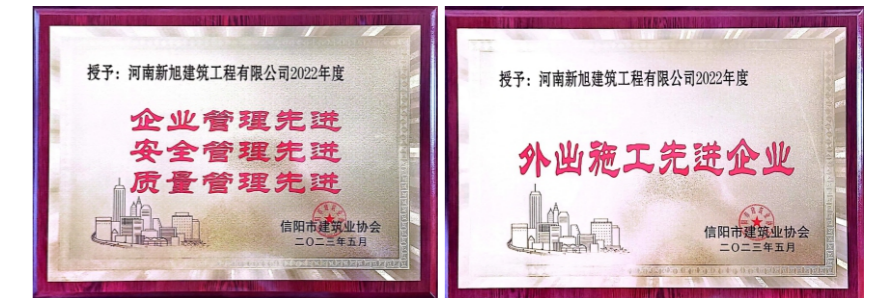 授予：河南新旭建筑工程有限公司2022年度
企业管理先进
安全管理先进
质量管理先进
信阳市建筑业协会
二〇二三年五月
授予：河南新旭建筑工程有限公司2022年度
外出施工先进企业
信阳市建筑业协会
二〇二三年五月